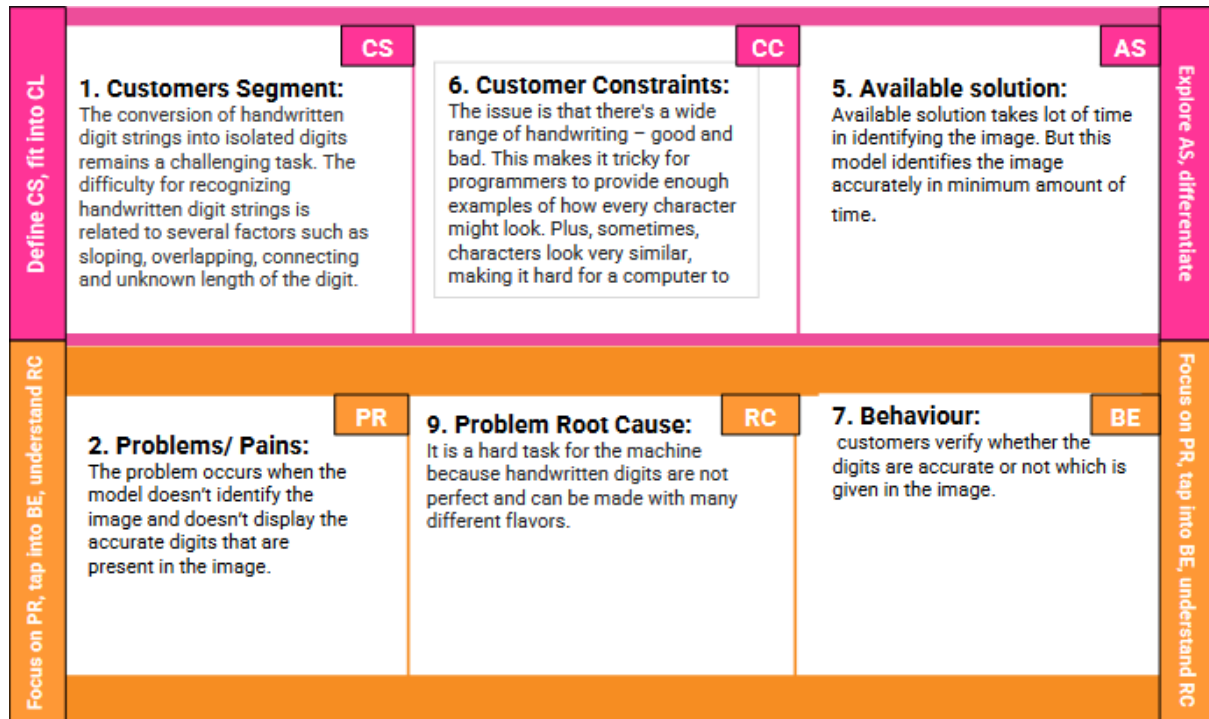 Define CS, fit into CL
CS
1. Customers Segment:
The conversion of handwritten
digit strings into isolated digits
remains a challenging task. The
difficulty for recognizing
handwritten digit strings is
related to several factors such as
sloping, overlapping, connecting
and unknown length of the digit.
CC
6. Customer Constraints:
The issue is that there's a wide
range of handwriting – good and
bad. This makes it tricky for
programmers to provide enough
examples of how every character
might look. Plus, sometimes,
characters look very similar,
making it hard for a computer to
AS
5. Available solution:
Available solution takes lot of time
in identifying the image. But this
model identifies the image
accurately in minimum amount of
time.
Explore AS, differentiate
Focus on PR, tap into BE, understand RC
PR
2. Problems/ Pains:
The problem occurs when the
model doesn't identify the
image and doesn't display the
accurate digits that are
present in the image.
RC
9. Problem Root Cause:
It is a hard task for the machine
because handwritten digits are not
perfect and can be made with many
different flavors.
BE
7. Behaviour:
customers verify whether the
digits are accurate or not which is
given in the image.
Focus on PR, tap into BE, understand RC